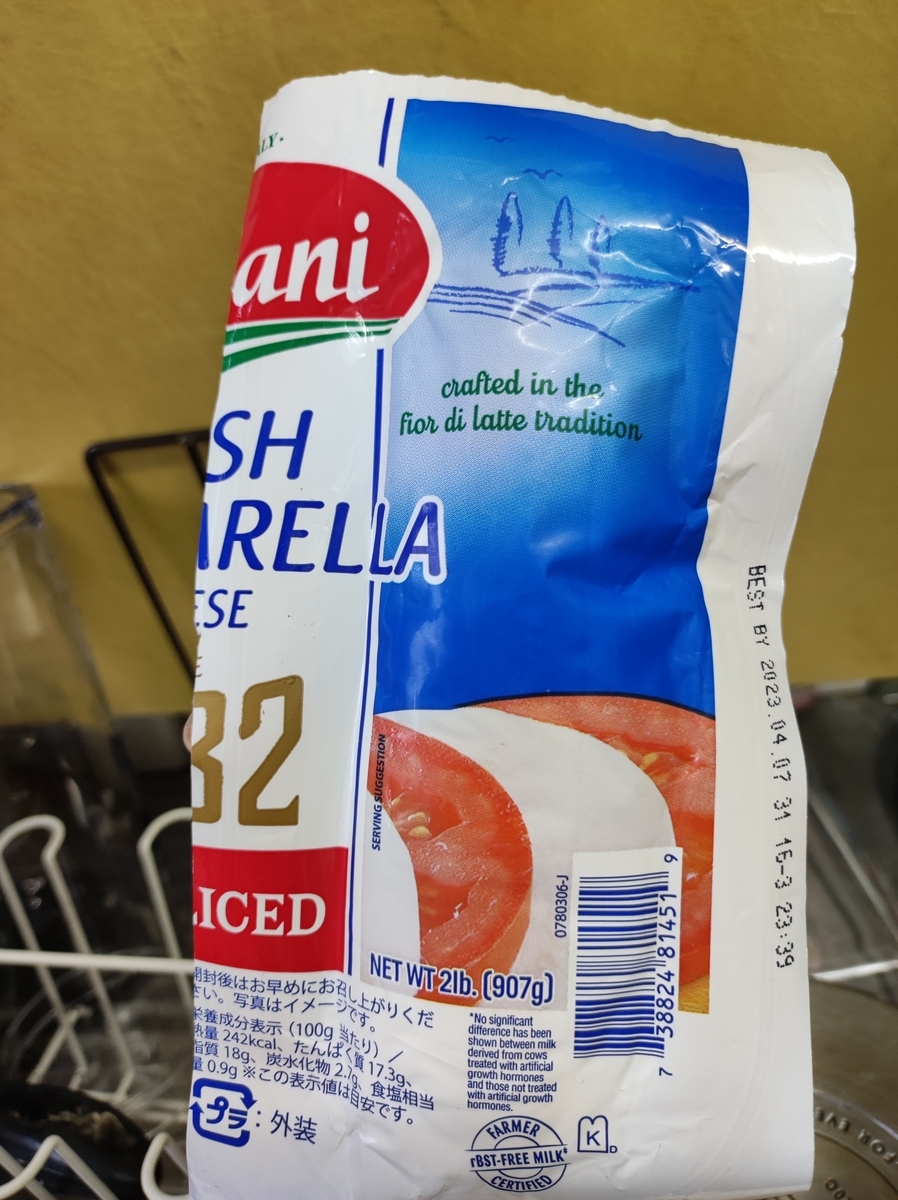 LY.
ani
crafted in the
fior di latte tradition
SH
ARELLA
ESE
E
32
LICED
SERVING SUGGESTION
NET WT 2lb. (907g)
開封後はお早めにお召し上がりくだ
さい。写真はイメージです。
栄養成分表示（100g 当たり）／
熱量 242kcal、たんぱく質 17.3g、
脂質 18g、炭水化物 2.7g、食塩相当
量 0.9g ※この表示値は目安です。
プラ : 外装
*No significant
difference has been
shown between milk
derived from cows
treated with artificial
growth hormones
and those not treated
with artificial growth
hormones.
FARMER
rBST-FREE MILK*
CERTIFIED
K
D
0780306-J
7 38824 81451 9
BEST BY 2023.04.07 31 15-3 23:39
FOR EVE